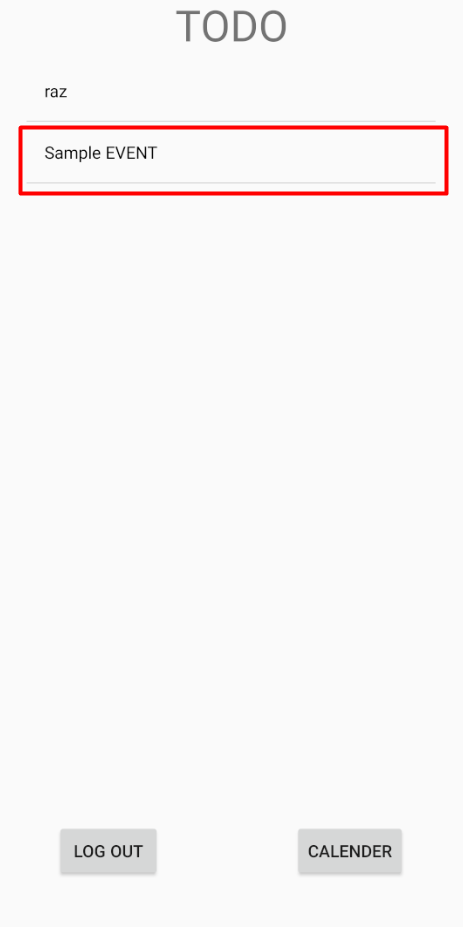 TODO
raz
Sample EVENT
LOG OUT
CALENDER